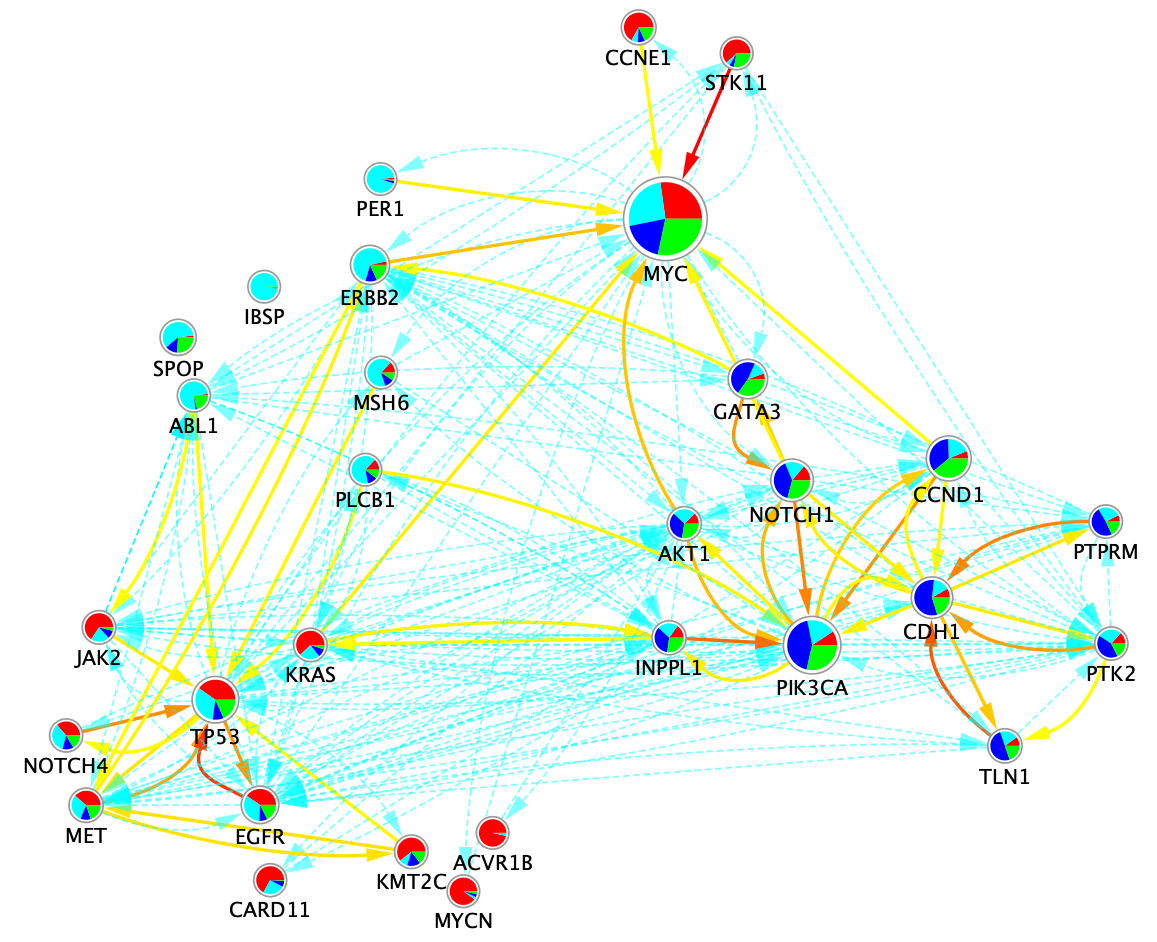 CCNE1
STK11
PER1
MYC
ERBB2
IBSP
SPOP
MSH6
ABL1
GATA3
PLCB1
CCND1
NOTCH1
AKT1
PTPRM
CDH1
JAK2
KRAS
INPPL1
PIK3CA
PTK2
TP53
NOTCH4
TLN1
MET
EGFR
ACVR1B
KMT2C
CARD11
MYCN